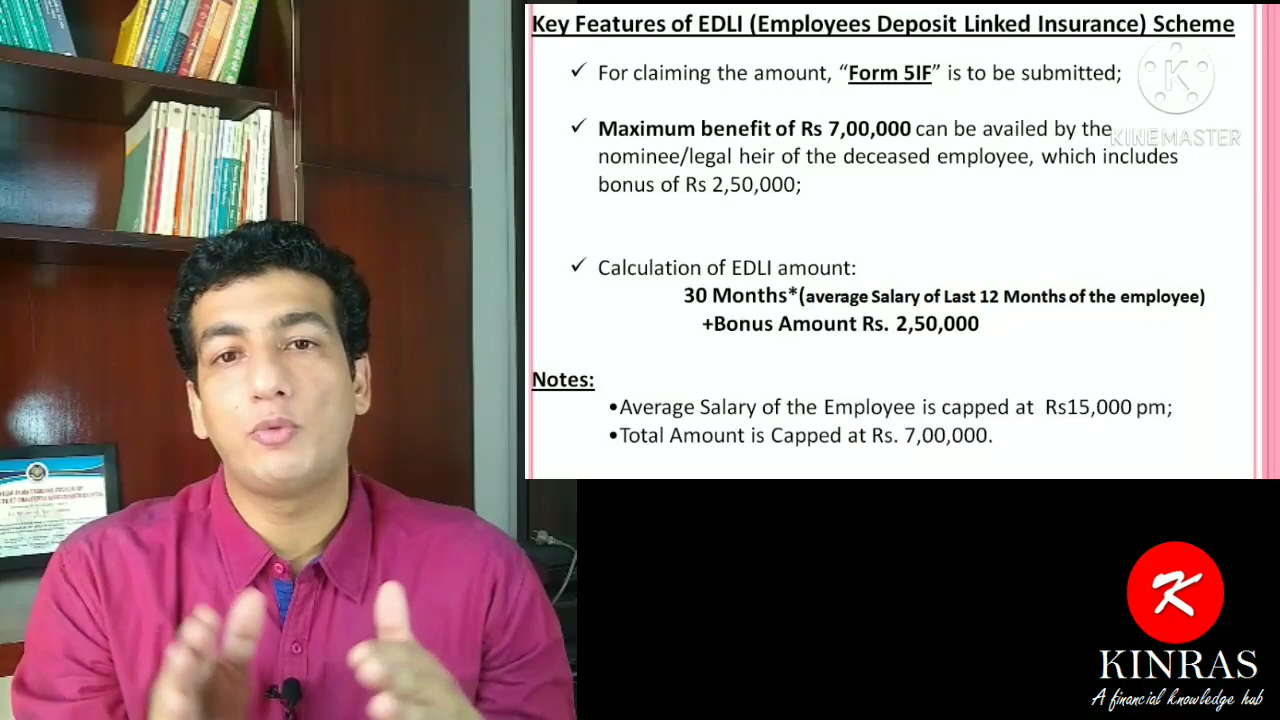 Key Features of EDLI (Employees Deposit Linked Insurance) Scheme
✓ For claiming the amount, “Form 5IF” is to be submitted;
✓ Maximum benefit of Rs 7,00,000 can be availed by the
nominee/legal heir of the deceased employee, which includes
bonus of Rs 2,50,000;
✓ Calculation of EDLI amount:
30 Months*(average Salary of Last 12 Months of the employee)
+Bonus Amount Rs. 2,50,000
Notes:
•Average Salary of the Employee is capped at Rs15,000 pm;
•Total Amount is Capped at Rs. 7,00,000.
K
KINEMASTER
K
KINRAS
A financial knowledge hub